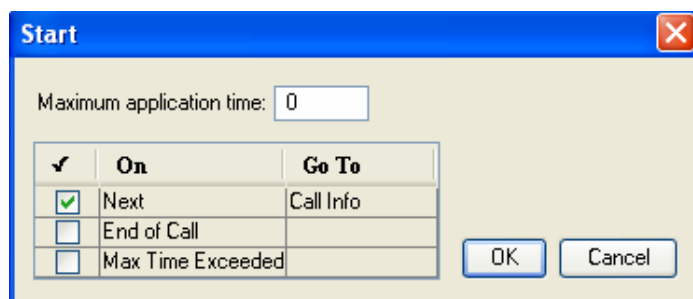 Start
Maximum application time: 0
✓ On Go To
Next Call Info
End of Call
Max Time Exceeded
OK Cancel